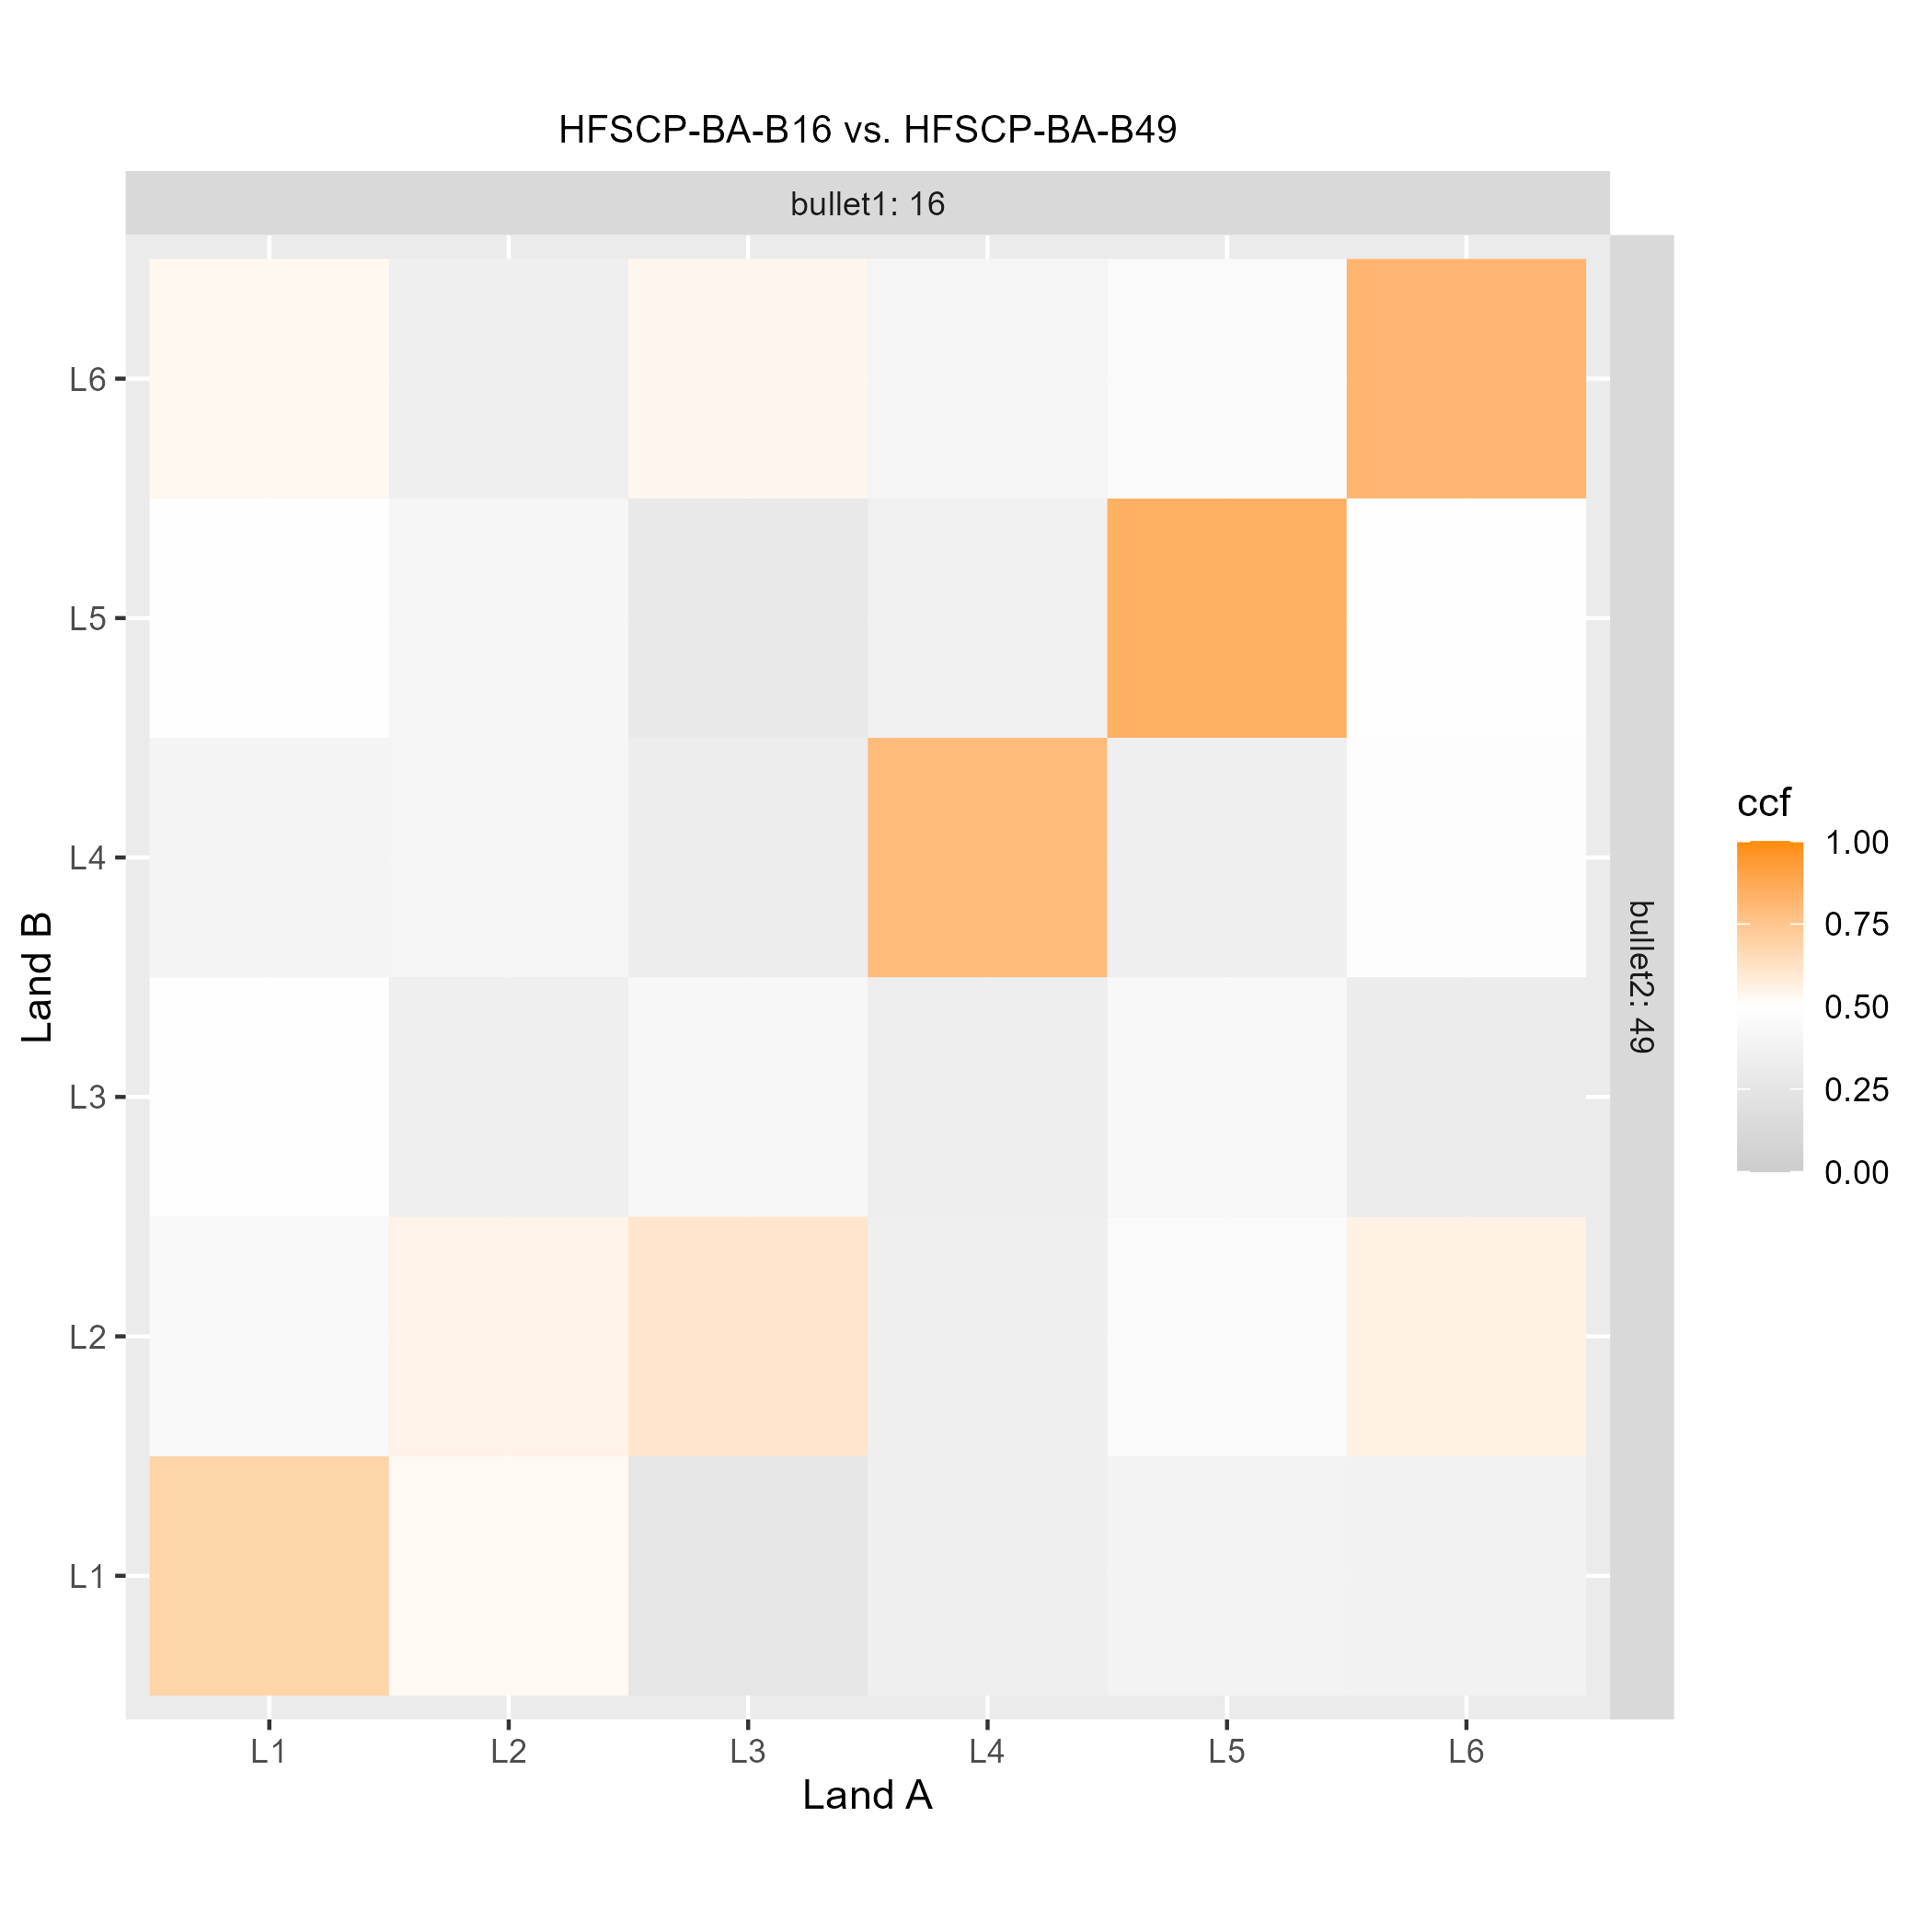 HFSCP-BA-B16 vs. HFSCP-BA-B49
bullet1: 16
L6
L5
L4
L3
L2
L1
Land B
bullet2: 49
ccf
1.00
0.75
0.50
0.25
0.00
L1 L2 L3 L4 L5 L6
Land A